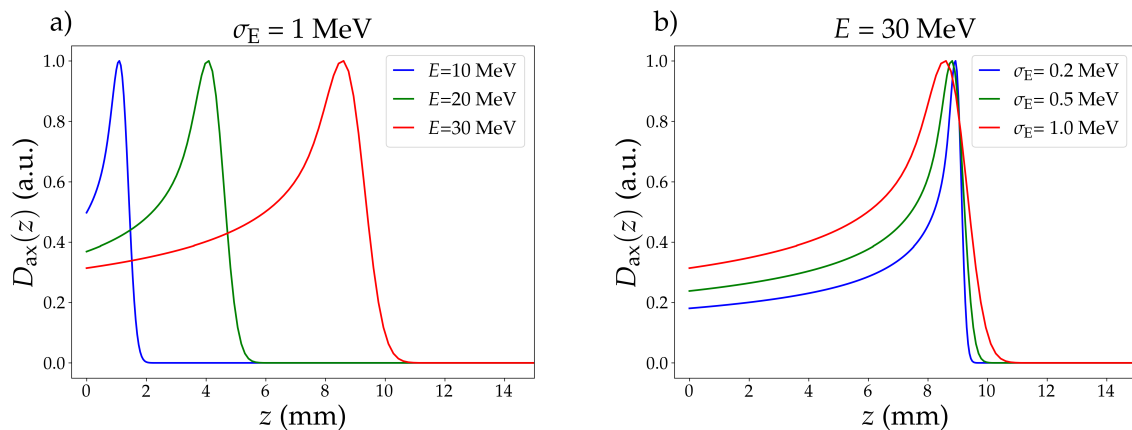 a)
σE = 1 MeV
1.0
0.8
0.6
0.4
0.2
0.0
Dax(z) (a.u.)
0 2 4 6 8 10 12 14
z (mm)
E=10 MeV
E=20 MeV
E=30 MeV
b)
E = 30 MeV
1.0
0.8
0.6
0.4
0.2
0.0
Dax(z) (a.u.)
0 2 4 6 8 10 12 14
z (mm)
σE= 0.2 MeV
σE= 0.5 MeV
σE= 1.0 MeV